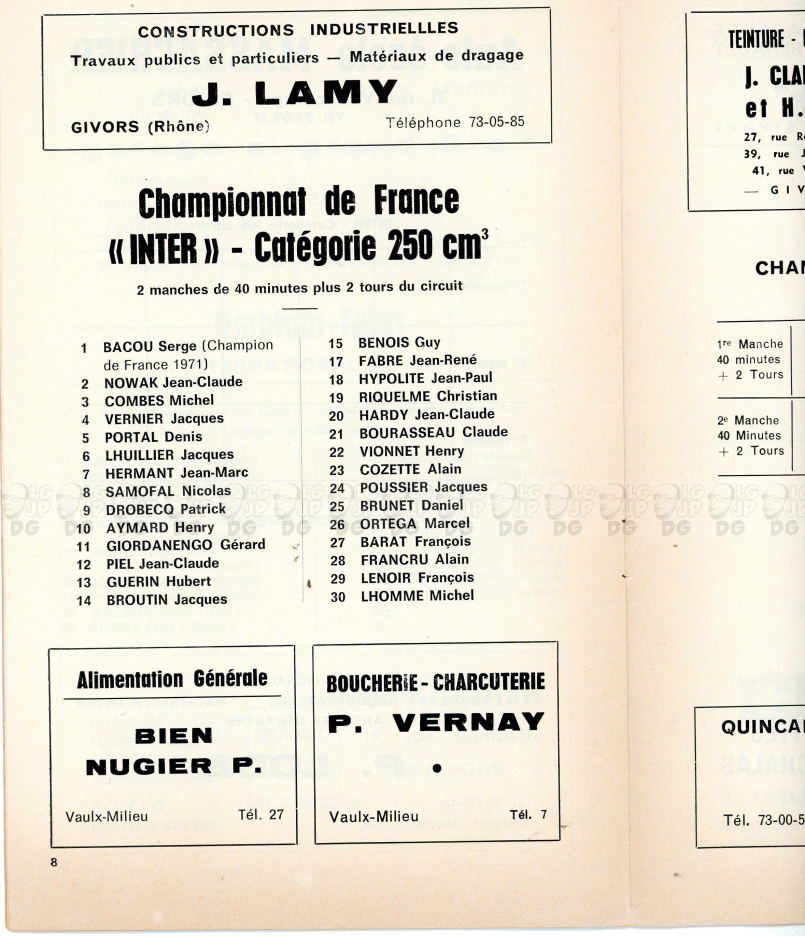 CONSTRUCTIONS INDUSTRIELLLES
Travaux publics et particuliers — Matériaux de dragage
J. LAMY
GIVORS (Rhône)
Téléphone 73-05-85
Championnat de France
« INTER » - Catégorie 250 cm³
2 manches de 40 minutes plus 2 tours du circuit
1 BACOU Serge (Champion
de France 1971)
2 NOWAK Jean-Claude
3 COMBES Michel
4 VERNIER Jacques
5 PORTAL Denis
6 LHUILLIER Jacques
7 HERMANT Jean-Marc
8 SAMOFAL Nicolas
9 DROBECQ Patrick
10 AYMARD Henry
11 GIORDANENGO Gérard
12 PIEL Jean-Claude
13 GUERIN Hubert
14 BROUTIN Jacques
15 BENOIS Guy
17 FABRE Jean-René
18 HYPOLITE Jean-Paul
19 RIQUELME Christian
20 HARDY Jean-Claude
21 BOURASSEAU Claude
22 VIONNET Henry
23 COZETTE Alain
24 POUSSIER Jacques
25 BRUNET Daniel
26 ORTEGA Marcel
27 BARAT François
28 FRANCRU Alain
29 LENOIR François
30 LHOMME Michel
Alimentation Générale
BIEN
NUGIER P.
Vaulx-Milieu
Tél. 27
BOUCHERIE - CHARCUTERIE
P. VERNAY
•
Vaulx-Milieu
Tél. 7
8
TEINTURE -
J. CLA
et H.
27, rue R
39, rue J
41, rue
— GIV
CHAM
1re Manche
40 minutes
+ 2 Tours
2e Manche
40 Minutes
+ 2 Tours
QUINCA
Tél. 73-00-5